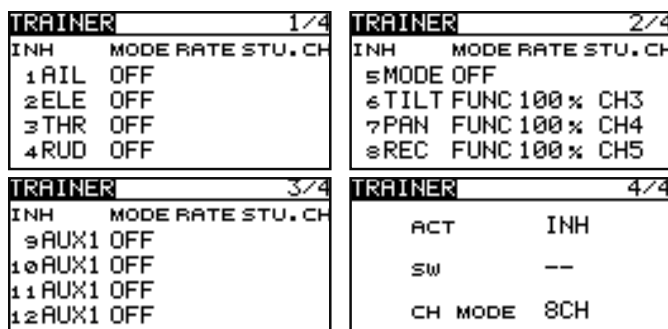 TRAINER 1/4
INH MODE RATE STU.CH
1 AIL OFF
2 ELE OFF
3 THR OFF
4 RUD OFF
TRAINER 2/4
INH MODE RATE STU.CH
5 MODE OFF
6 TILT FUNC 100% CH3
7 PAN FUNC 100% CH4
8 REC FUNC 100% CH5
TRAINER 3/4
INH MODE RATE STU.CH
9 AUX1 OFF
10 AUX1 OFF
11 AUX1 OFF
12 AUX1 OFF
TRAINER 4/4
ACT INH
SW --
CH MODE 8CH